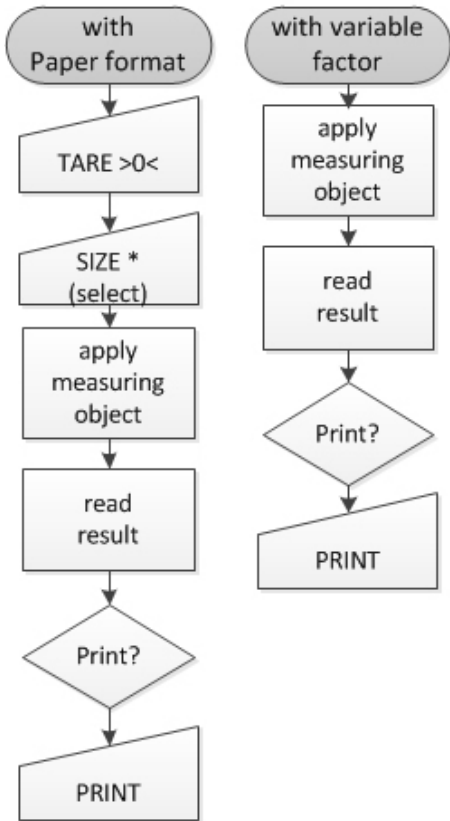 with
Paper format
TARE >0<
SIZE *
(select)
apply
measuring
object
read
result
Print?
PRINT
with variable
factor
apply
measuring
object
read
result
Print?
PRINT